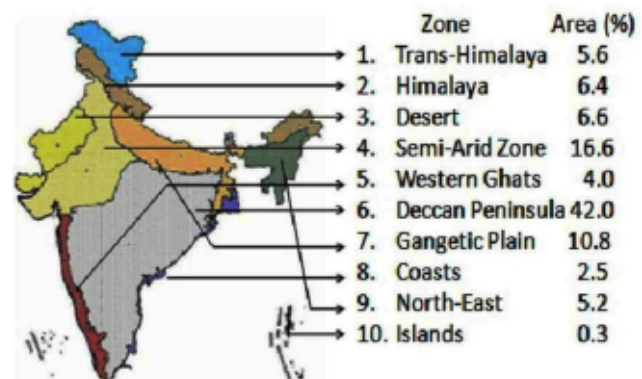 Zone Area (%)
1. Trans-Himalaya 5.6
2. Himalaya 6.4
3. Desert 6.6
4. Semi-Arid Zone 16.6
5. Western Ghats 4.0
6. Deccan Peninsula 42.0
7. Gangetic Plain 10.8
8. Coasts 2.5
9. North-East 5.2
10. Islands 0.3